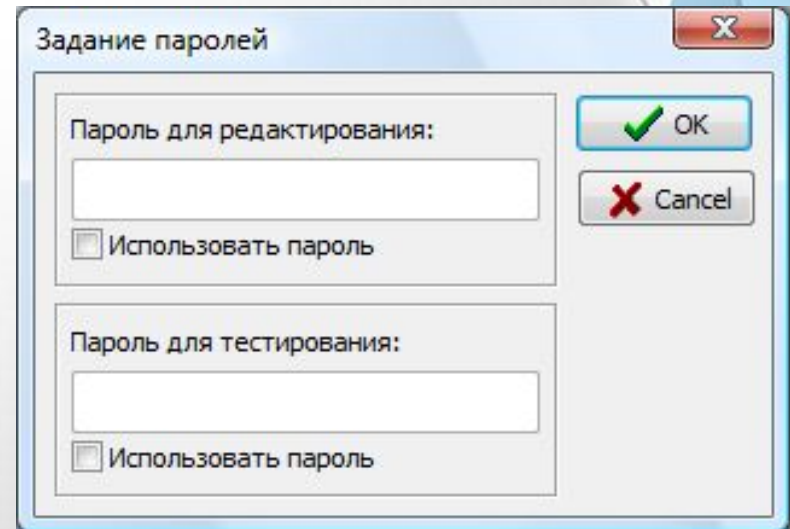 Задание паролей
Пароль для редактирования:
OK
Cancel
Использовать пароль
Пароль для тестирования:
Использовать пароль